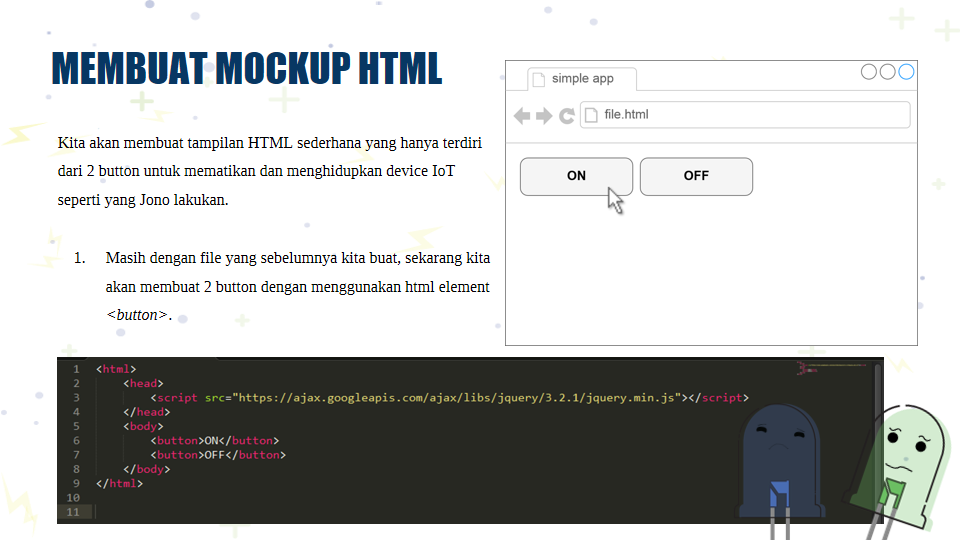 MEMBUAT MOCKUP HTML
Kita akan membuat tampilan HTML sederhana yang hanya terdiri
dari 2 button untuk mematikan dan menghidupkan device IoT
seperti yang Jono lakukan.
1. Masih dengan file yang sebelumnya kita buat, sekarang kita
akan membuat 2 button dengan menggunakan html element
<button>.
simple app
file.html
ON OFF
1 <html>
2 <head>
3 <script src="https://ajax.googleapis.com/ajax/libs/jquery/3.2.1/jquery.min.js"></script>
4 </head>
5 <body>
6 <button>ON</button>
7 <button>OFF</button>
8 </body>
9 </html>
10
11